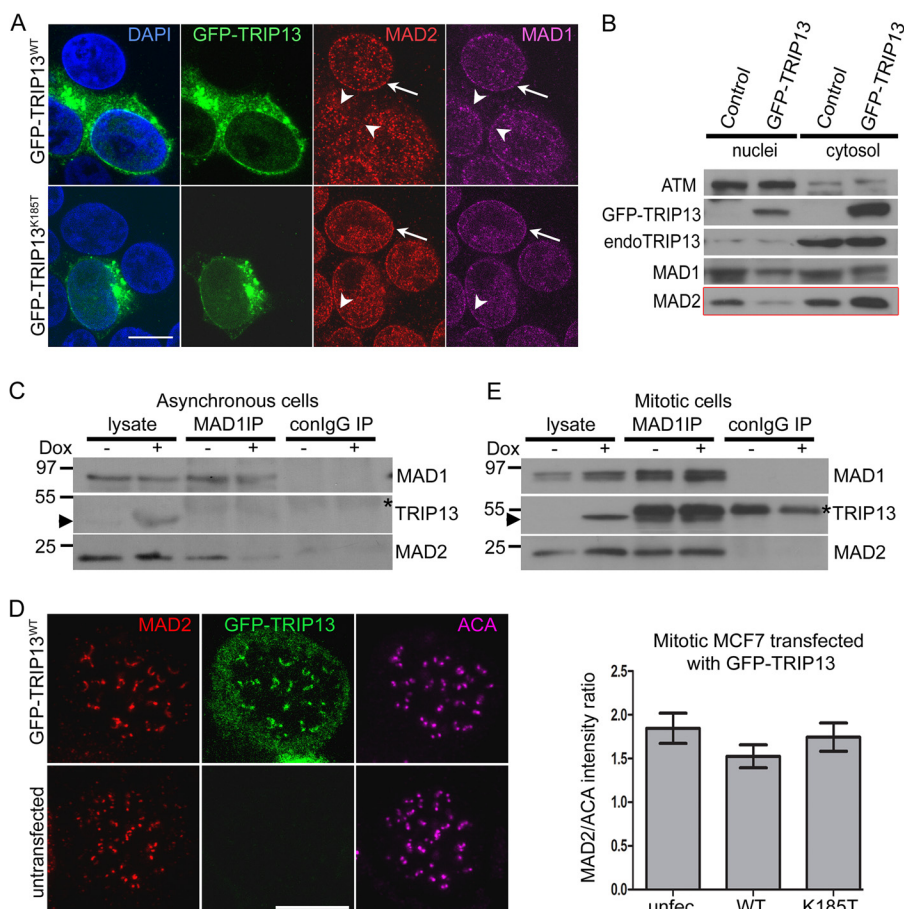 A
DAPI
GFP-TRIP13
MAD2
MAD1
GFP-TRIP13WT
GFP-TRIP13K185T
B
Control
GFP-TRIP13
Control
GFP-TRIP13
nuclei
cytosol
ATM
GFP-TRIP13
endoTRIP13
MAD1
MAD2
C
Asynchronous cells
lysate
MAD1IP
conIgG IP
Dox
- + - + - +
97
MAD1
55
*
TRIP13
25
MAD2
E
Mitotic cells
lysate
MAD1IP
conIgG IP
Dox
- + - + - +
97
MAD1
55
*TRIP13
25
MAD2
D
MAD2
GFP-TRIP13
ACA
GFP-TRIP13WT
untransfected
Mitotic MCF7 transfected
with GFP-TRIP13
MAD2/ACA intensity ratio
2.5
2.0
1.5
1.0
0.5
0.0
unfec
WT
K185T